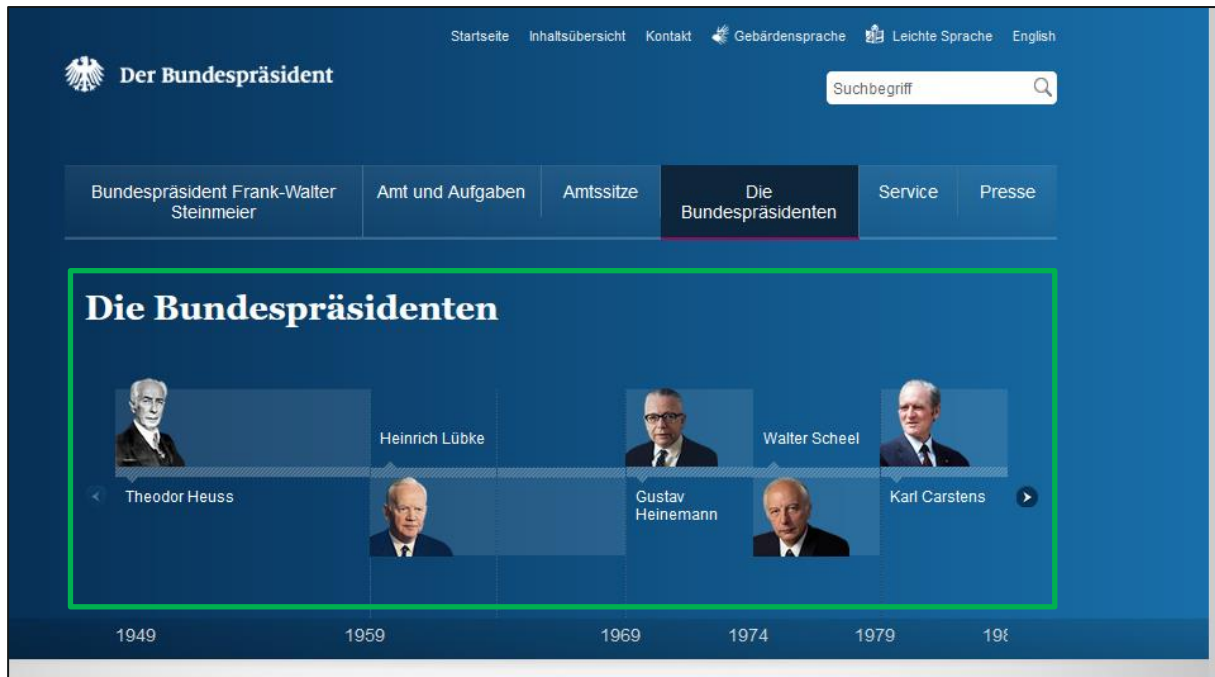 Startseite Inhaltsübersicht Kontakt Gebärdensprache Leichte Sprache English
Der Bundespräsident
Suchbegriff
Bundespräsident Frank-Walter
Steinmeier
Amt und Aufgaben
Amtssitze
Die
Bundespräsidenten
Service
Presse
Die Bundespräsidenten
Theodor Heuss
Heinrich Lübke
Gustav
Heinemann
Walter Scheel
Karl Carstens
1949 1959 1969 1974 1979